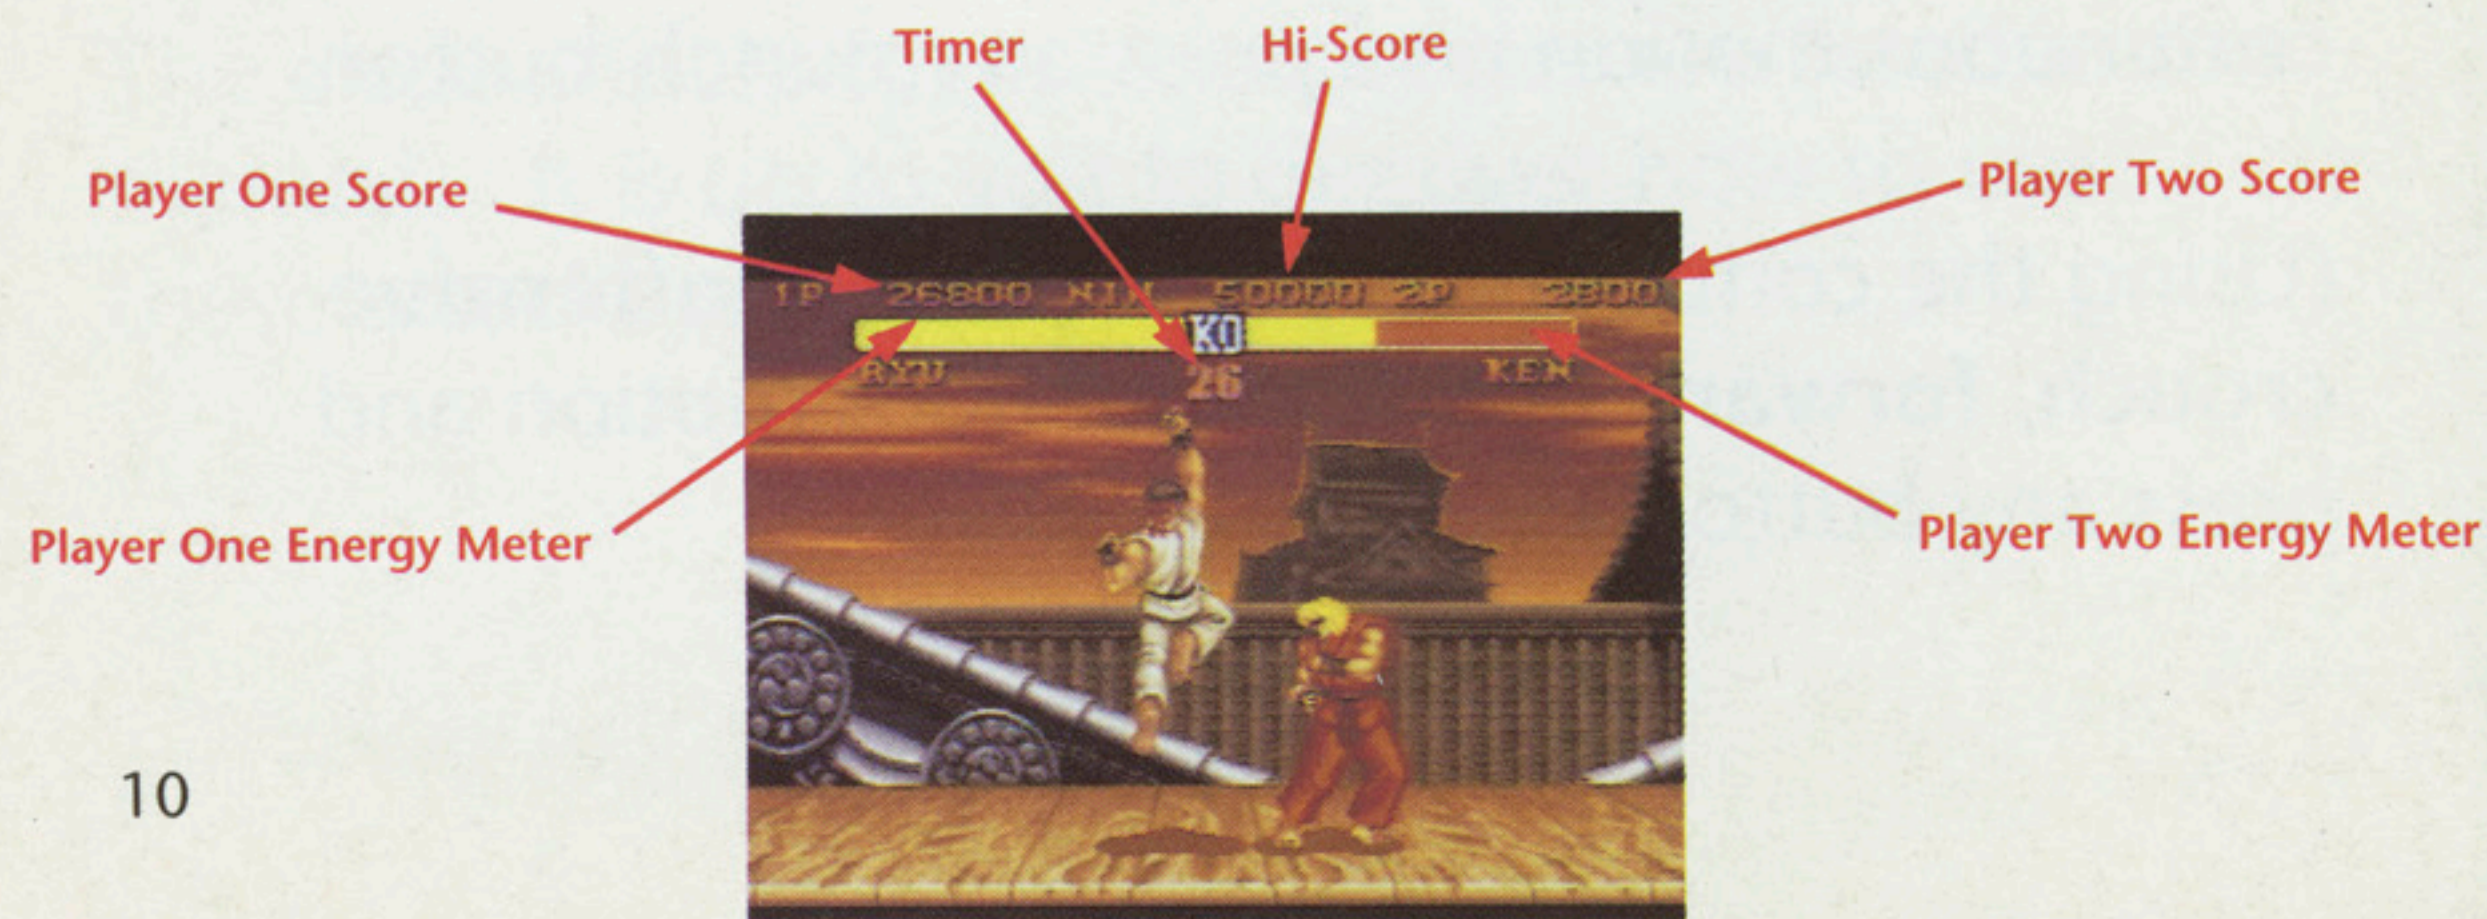 Timer Hi-Score
Player One Score Player Two Score
1P 26800 50000 2P 2800
KO
RYU 26 KEN
Player One Energy Meter Player Two Energy Meter
10